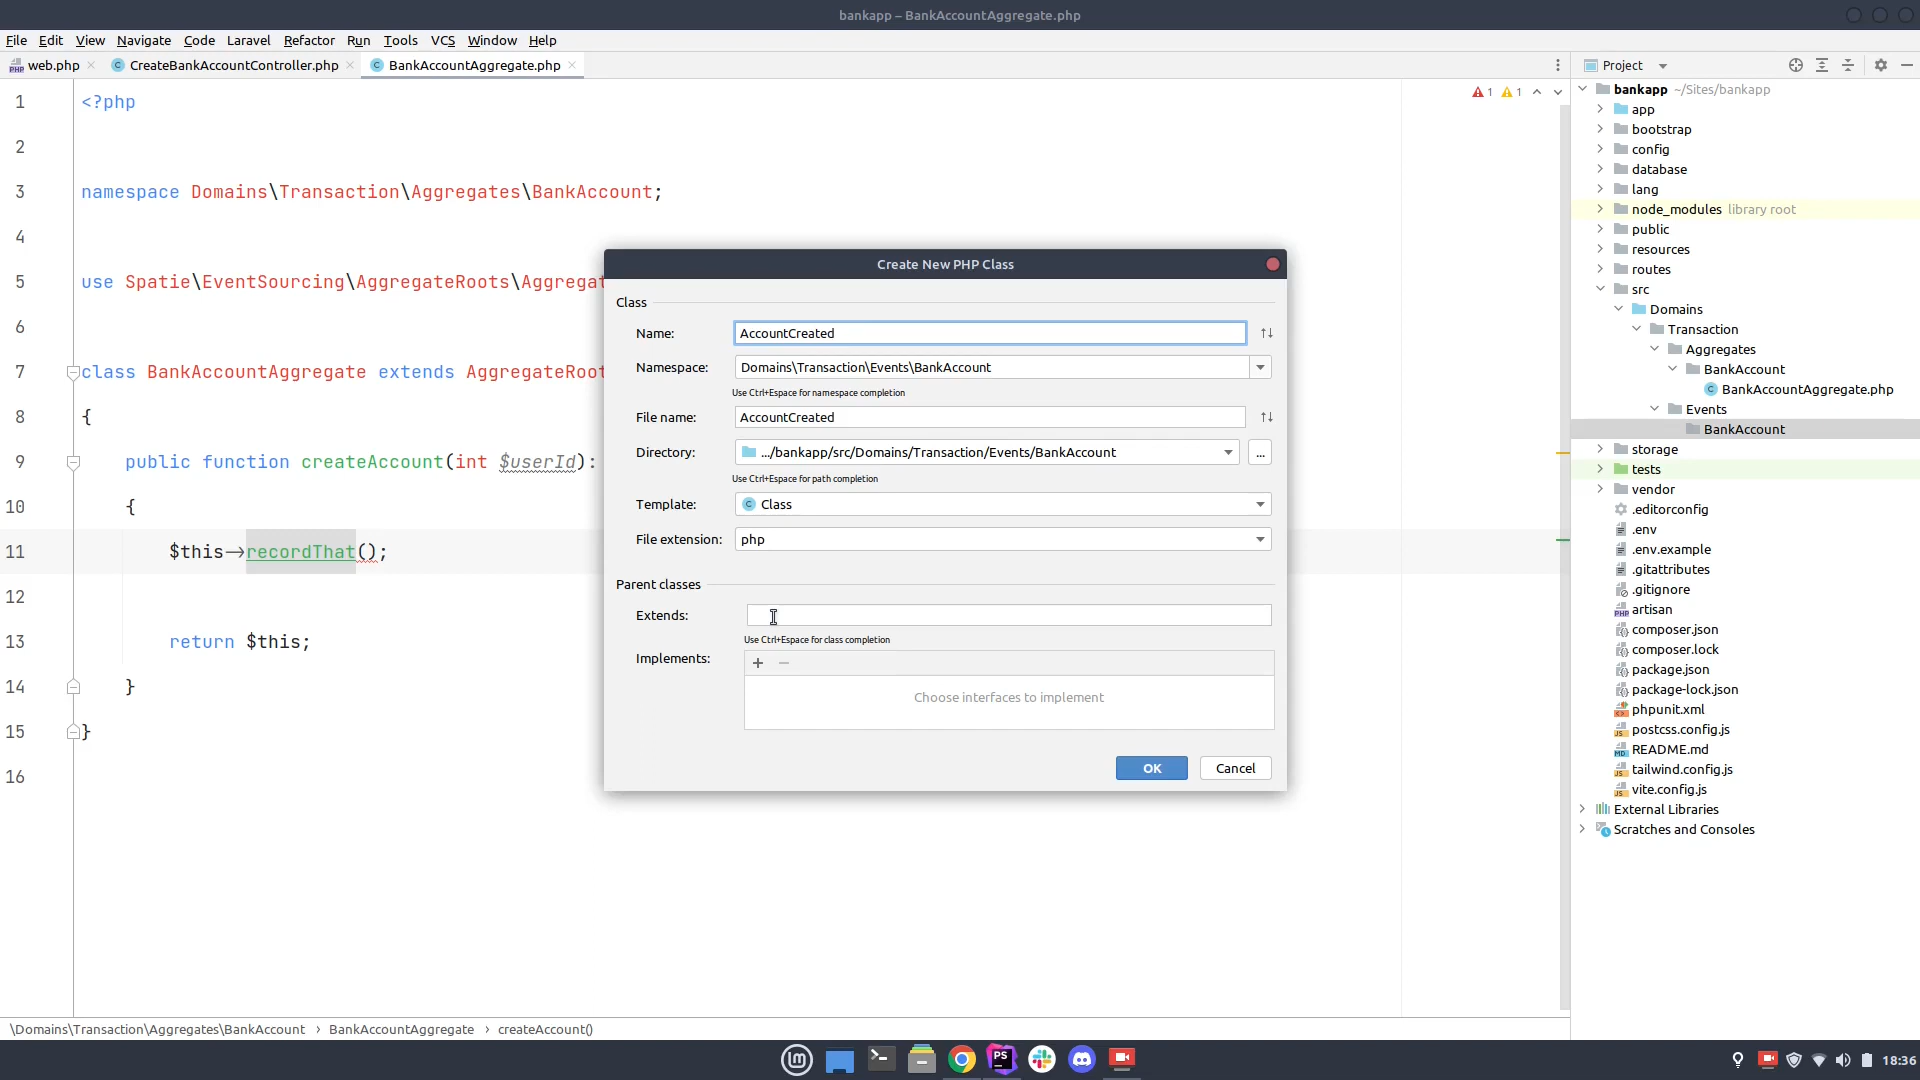 bankapp – BankAccountAggregate.php
File Edit View Navigate Code Laravel Refactor Run Tools VCS Window Help
web.php CreateBankAccountController.php BankAccountAggregate.php
Project
1 <?php
2
3 namespace Domains\Transaction\Aggregates\BankAccount;
4
5 use Spatie\EventSourcing\AggregateRoots\Aggregat
6
7 class BankAccountAggregate extends AggregateRoot
8 {
9 public function createAccount(int $userId):
10 {
11 $this->recordThat();
12
13 return $this;
14 }
15 }
16
1 1
Create New PHP Class
Class
Name: AccountCreated
Namespace: Domains\Transaction\Events\BankAccount
Use Ctrl+Espace for namespace completion
File name: AccountCreated
Directory: .../bankapp/src/Domains/Transaction/Events/BankAccount ...
Use Ctrl+Espace for path completion
Template: Class
File extension: php
Parent classes
Extends:
Use Ctrl+Espace for class completion
Implements:
Choose interfaces to implement
OK Cancel
bankapp ~/Sites/bankapp
app
bootstrap
config
database
lang
node_modules library root
public
resources
routes
src
Domains
Transaction
Aggregates
BankAccount
BankAccountAggregate.php
Events
BankAccount
storage
tests
vendor
.editorconfig
.env
.env.example
.gitattributes
.gitignore
artisan
composer.json
composer.lock
package.json
package-lock.json
phpunit.xml
postcss.config.js
README.md
tailwind.config.js
vite.config.js
External Libraries
Scratches and Consoles
\Domains\Transaction\Aggregates\BankAccount › BankAccountAggregate › createAccount()
18:36